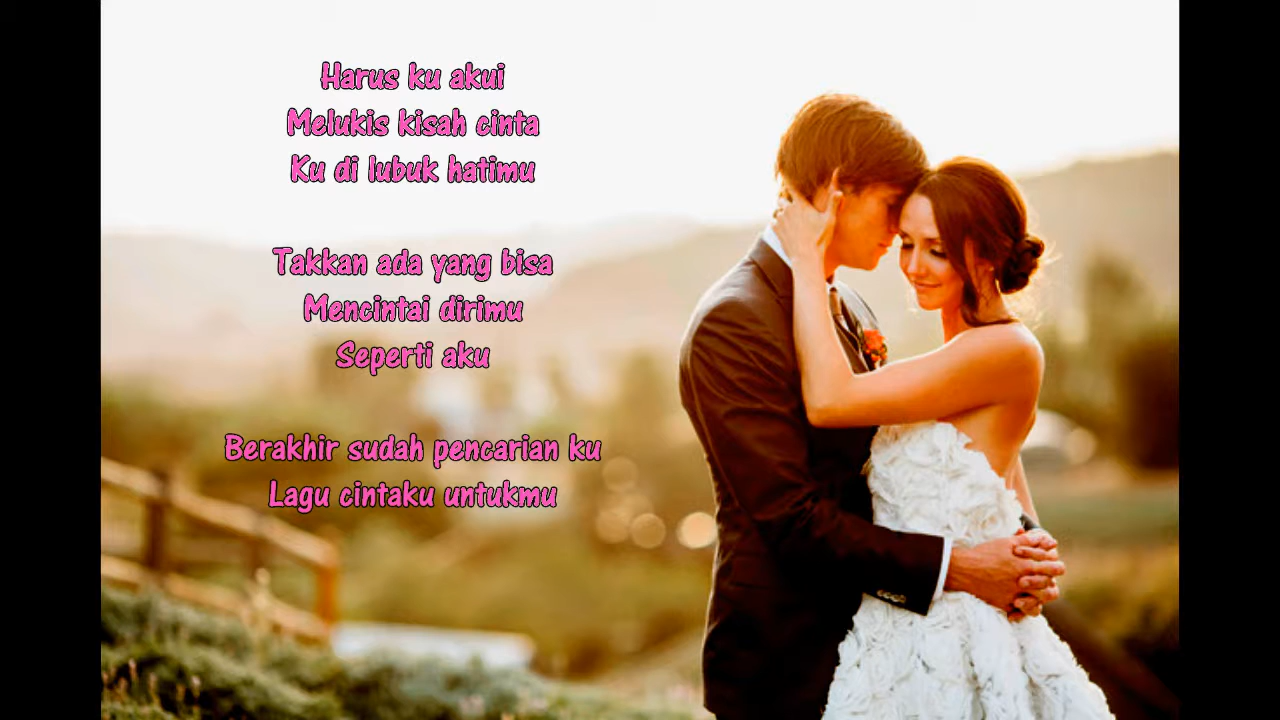 Harus ku akui
Melukis kisah cinta
Ku di lubuk hatimu
Takkan ada yang bisa
Mencintai dirimu
Seperti aku
Berakhir sudah pencarian ku
Lagu cintaku untukmu